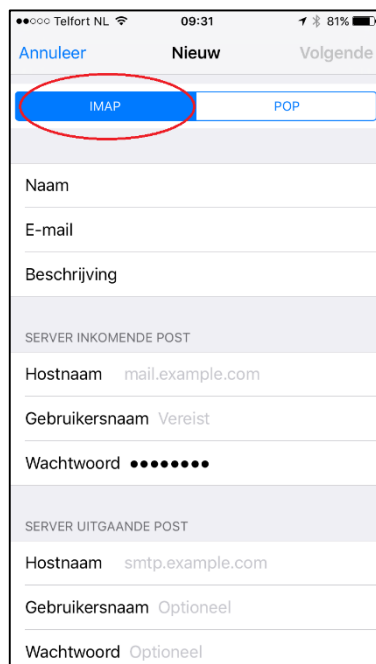 Telfort NL 09:31 81%
Annuleer Nieuw Volgende
IMAP POP
Naam
E-mail
Beschrijving
SERVER INKOMENDE POST
Hostnaam mail.example.com
Gebruikersnaam Vereist
Wachtwoord ●●●●●●●●
SERVER UITGAANDE POST
Hostnaam smtp.example.com
Gebruikersnaam Optioneel
Wachtwoord Optioneel